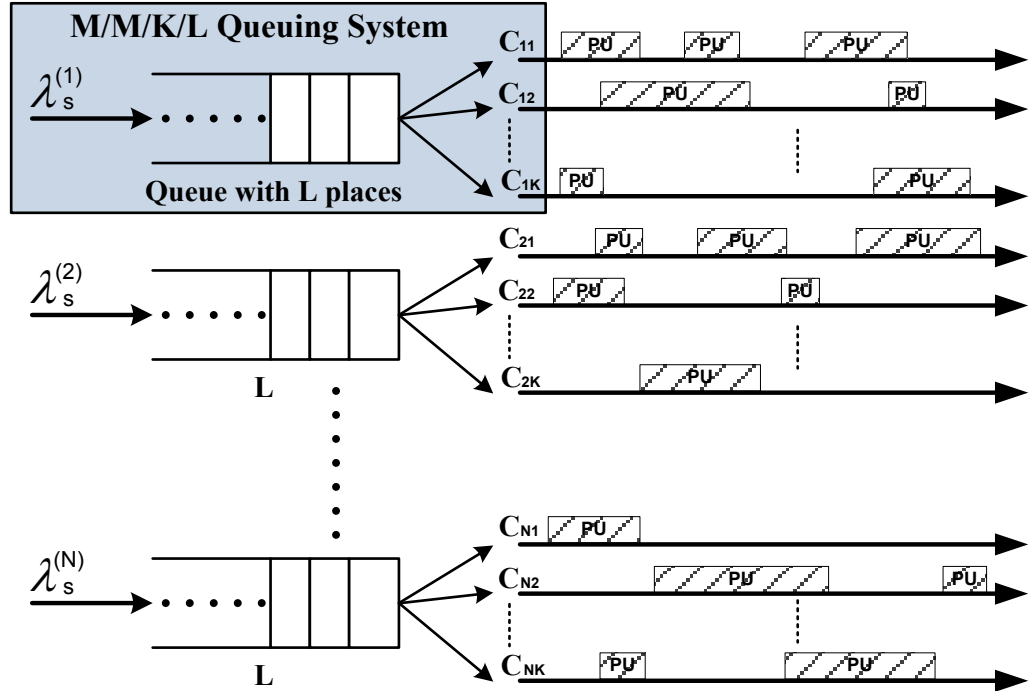 M/M/K/L Queuing System
λs(1)
Queue with L places
C11 PU PU PU
C12 PU PU
C1K PU PU
λs(2)
L
C21 PU PU PU
C22 PU PU
C2K PU
λs(N)
L
CN1 PU
CN2 PU PU
CNK PU PU